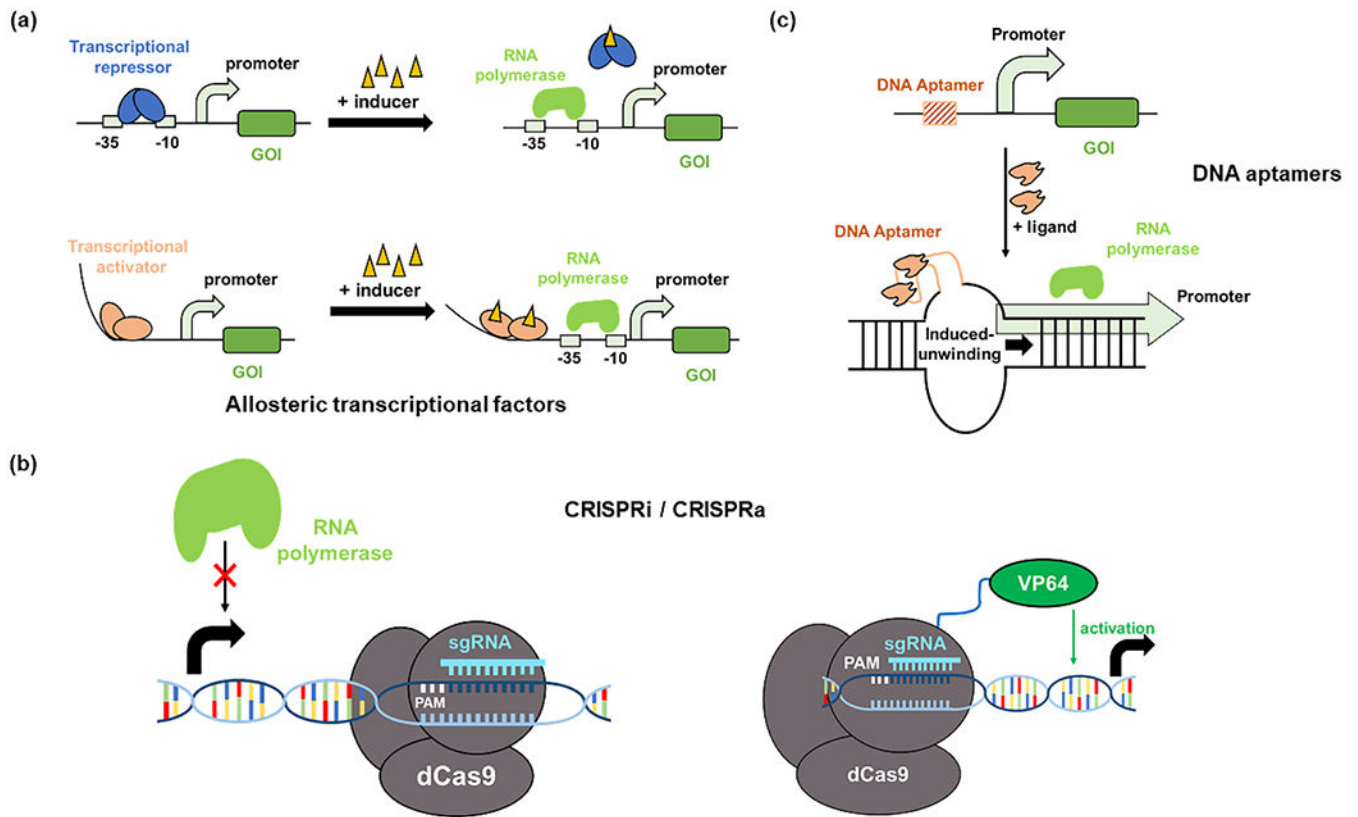 (a)
Transcriptional
repressor
promoter
-35
-10
GOI
+ inducer
RNA
polymerase
promoter
-35
-10
GOI
Transcriptional
activator
promoter
GOI
+ inducer
RNA
polymerase
promoter
-35
-10
GOI
Allosteric transcriptional factors
(c)
Promoter
DNA Aptamer
GOI
DNA aptamers
+ ligand
DNA Aptamer
RNA
polymerase
Promoter
Induced-
unwinding
(b)
CRISPRi / CRISPRa
RNA
polymerase
sgRNA
PAM
dCas9
VP64
activation
sgRNA
PAM
dCas9